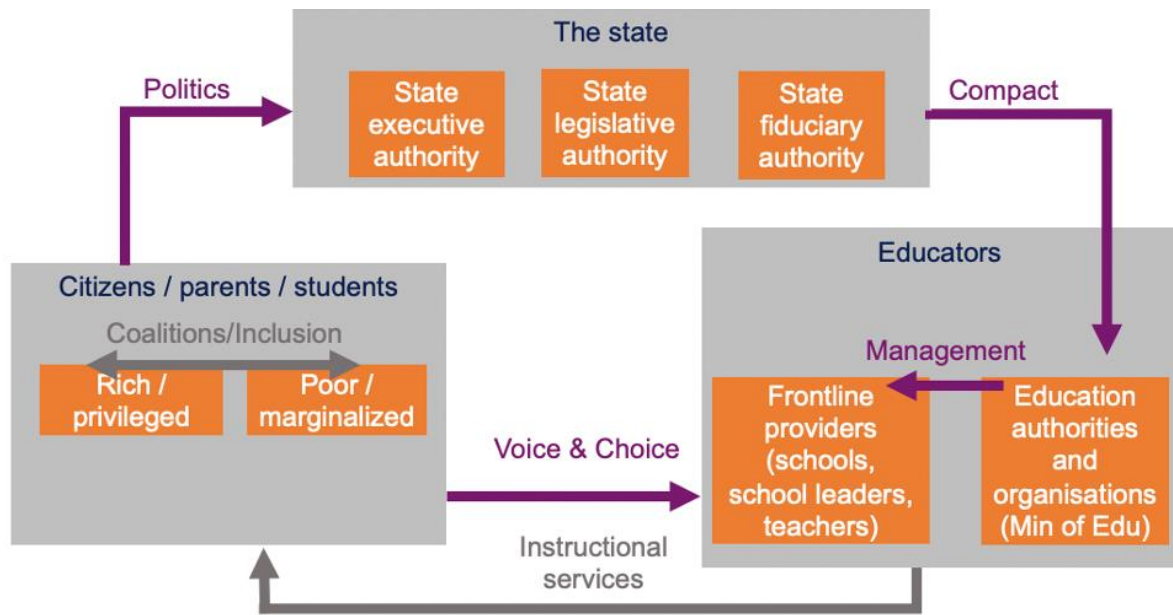 The state
Politics
State
executive
authority
State
legislative
authority
State
fiduciary
authority
Compact
Citizens / parents / students
Coalitions/Inclusion
Rich /
privileged
Poor /
marginalized
Voice & Choice
Educators
Management
Frontline
providers
(schools,
school leaders,
teachers)
Education
authorities
and
organisations
(Min of Edu)
Instructional
services